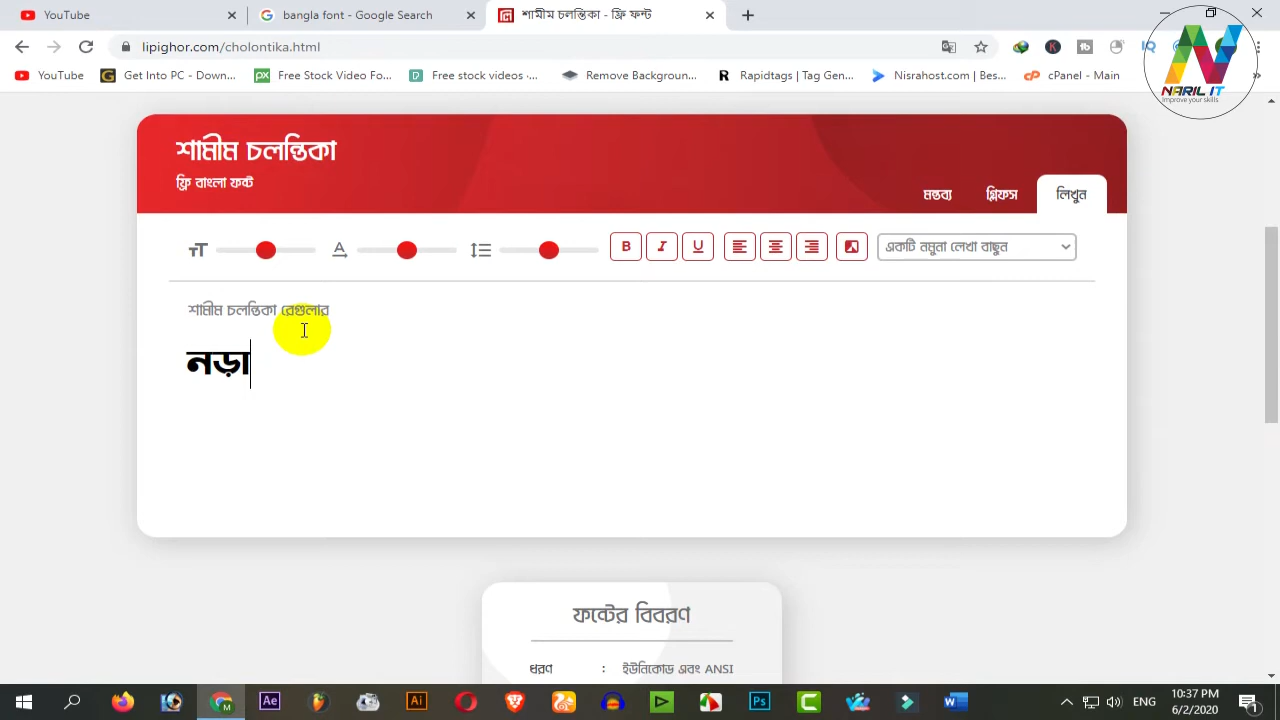 YouTube
bangla font - Google Search
শামীম চলন্তিকা - ফ্রি ফন্ট
lipighor.com/cholontika.html
YouTube
Get Into PC - Down...
Free Stock Video Fo...
Free stock videos -...
Remove Backgroun...
Rapidtags | Tag Gen...
Nisrahost.com | Bes...
cPanel - Main
NARIL IT
Improve your skills
শামীম চলন্তিকা
ফ্রি বাংলা ফন্ট
মন্তব্য
গ্লিফস
লিখুন
একটি নমুনা লেখা বাছুন
শামীম চলন্তিকা রেগুলার
নড়া
ফন্টের বিবরণ
ধরণ : ইউনিকোড এবং ANSI
ENG
10:37 PM
6/2/2020